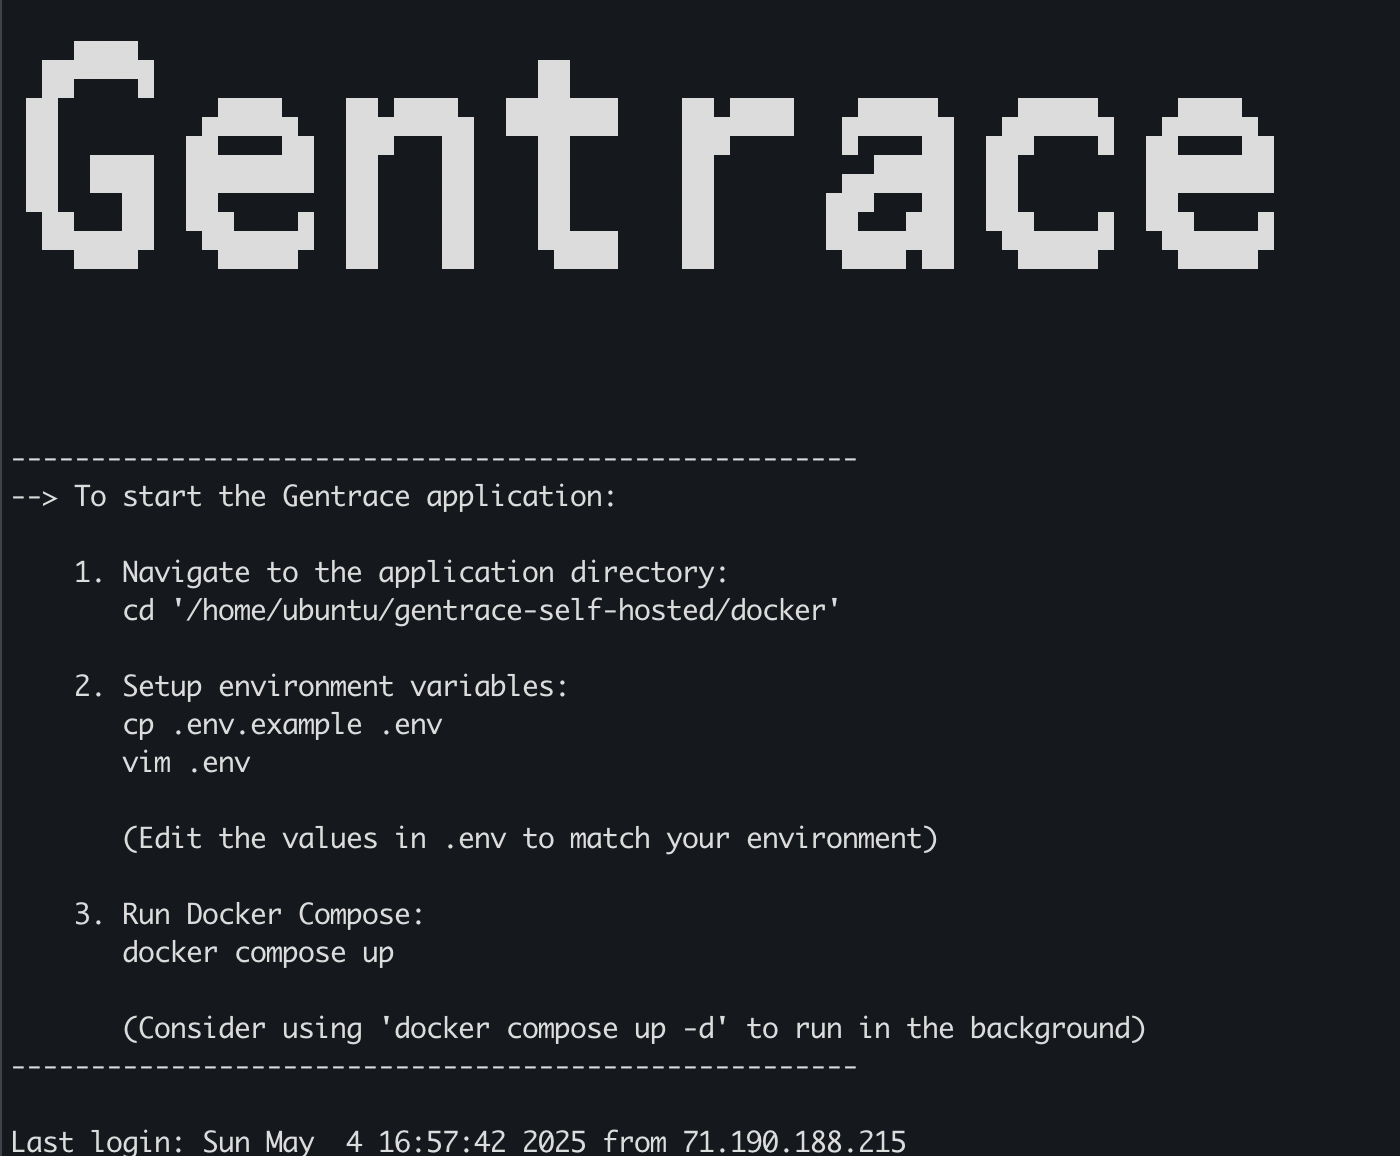 Gentrace
-----------------------------------------------------
--> To start the Gentrace application:
1. Navigate to the application directory:
cd '/home/ubuntu/gentrace-self-hosted/docker'
2. Setup environment variables:
cp .env.example .env
vim .env
(Edit the values in .env to match your environment)
3. Run Docker Compose:
docker compose up
(Consider using 'docker compose up -d' to run in the background)
-----------------------------------------------------
Last login: Sun May  4 16:57:42 2025 from 71.190.188.215